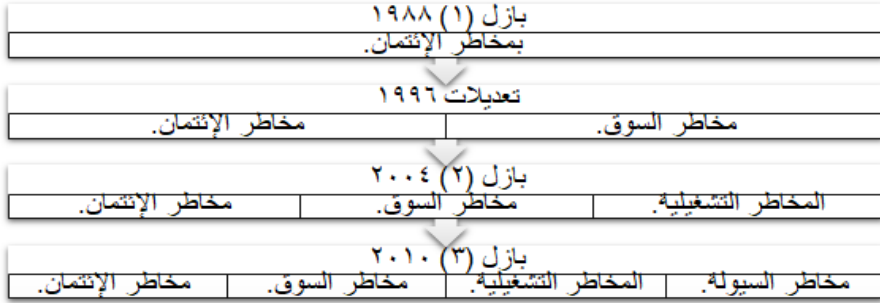 بازل (١) ١٩٨٨
بمخاطر الإئتمان.
تعديلات ١٩٩٦
مخاطر السوق. مخاطر الإئتمان.
بازل (٢) ٢٠٠٤
المخاطر التشغيلية. مخاطر السوق. مخاطر الإئتمان.
بازل (٣) ٢٠١٠
مخاطر السيولة. المخاطر التشغيلية. مخاطر السوق. مخاطر الإئتمان.